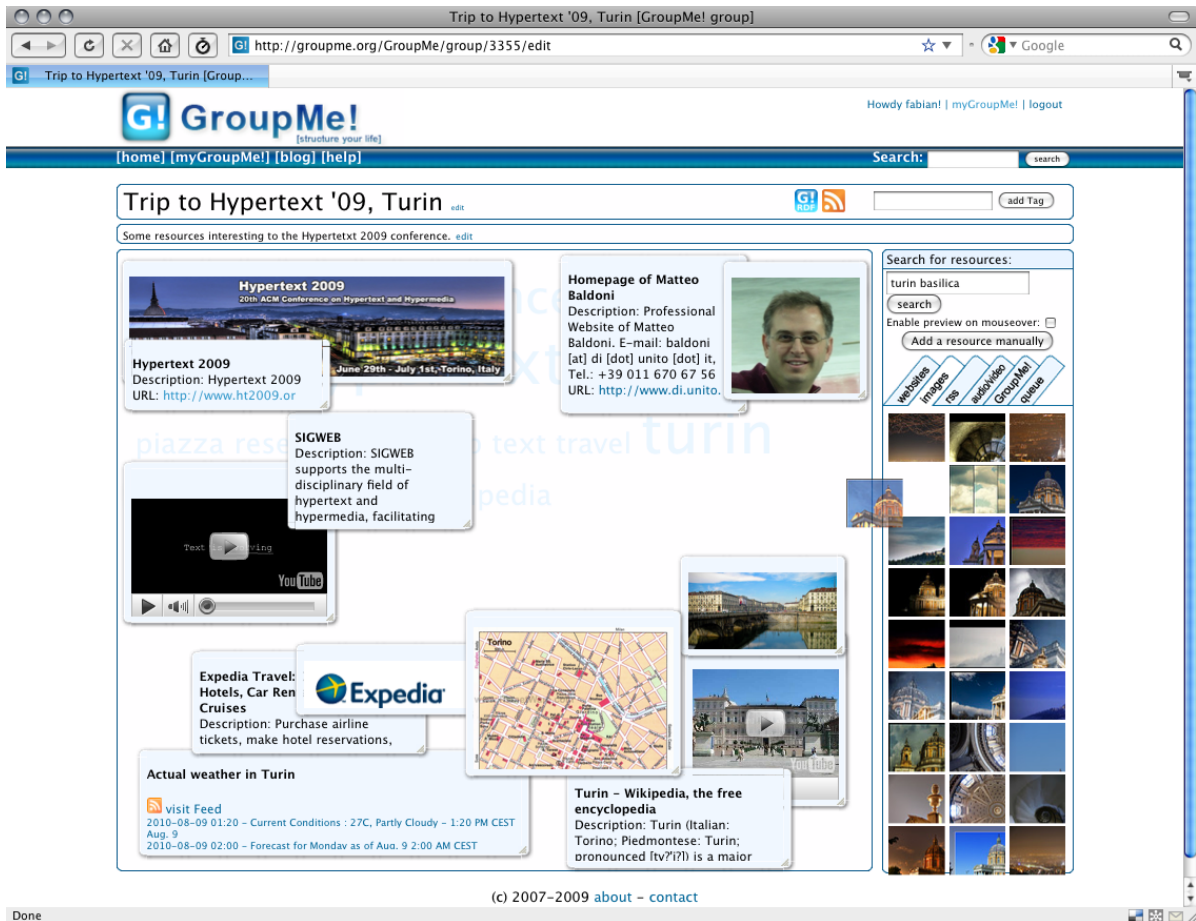 Trip to Hypertext '09, Turin [GroupMe! group]
G! http://groupme.org/GroupMe/group/3355/edit
Google
G! Trip to Hypertext '09, Turin [Group...
G! GroupMe!
[structure your life]
Howdy fabian! | myGroupMe! | logout
[home] [myGroupMe!] [blog] [help]
Search:
search
Trip to Hypertext '09, Turin edit
G! RDF
add Tag
Some resources interesting to the Hypertetxt 2009 conference. edit
Hypertext 2009
20th ACM Conference on Hypertext and Hypermedia
June 29th - July 1st, Torino, Italy
Hypertext 2009
Description: Hypertext 2009
URL: http://www.ht2009.or
Homepage of Matteo
Baldoni
Description: Professional
Website of Matteo
Baldoni. E-mail: baldoni
[at] di [dot] unito [dot] it,
Tel.: +39 011 670 67 56
URL: http://www.di.unito.
piazza
text travel turin
SIGWEB
Description: SIGWEB
supports the multi-
disciplinary field of
hypertext and
hypermedia, facilitating
Text
YouTube
Expedia Travel:
Hotels, Car Ren
Cruises
Description: Purchase airline
tickets, make hotel reservations,
Expedia
Torino
YouTube
Actual weather in Turin
visit Feed
2010-08-09 01:20 - Current Conditions : 27C, Partly Cloudy - 1:20 PM CEST
Aug. 9
2010-08-09 02:00 - Forecast for Monday as of Aug. 9 2:00 AM CEST
Turin - Wikipedia, the free
encyclopedia
Description: Turin (Italian:
Torino; Piedmontese: Turin;
pronounced [tv?'i?]) is a major
Search for resources:
turin basilica
search
Enable preview on mouseover:
Add a resource manually
websites
images
rss
audio/video
GroupMe!
queue
(c) 2007-2009 about - contact
Done